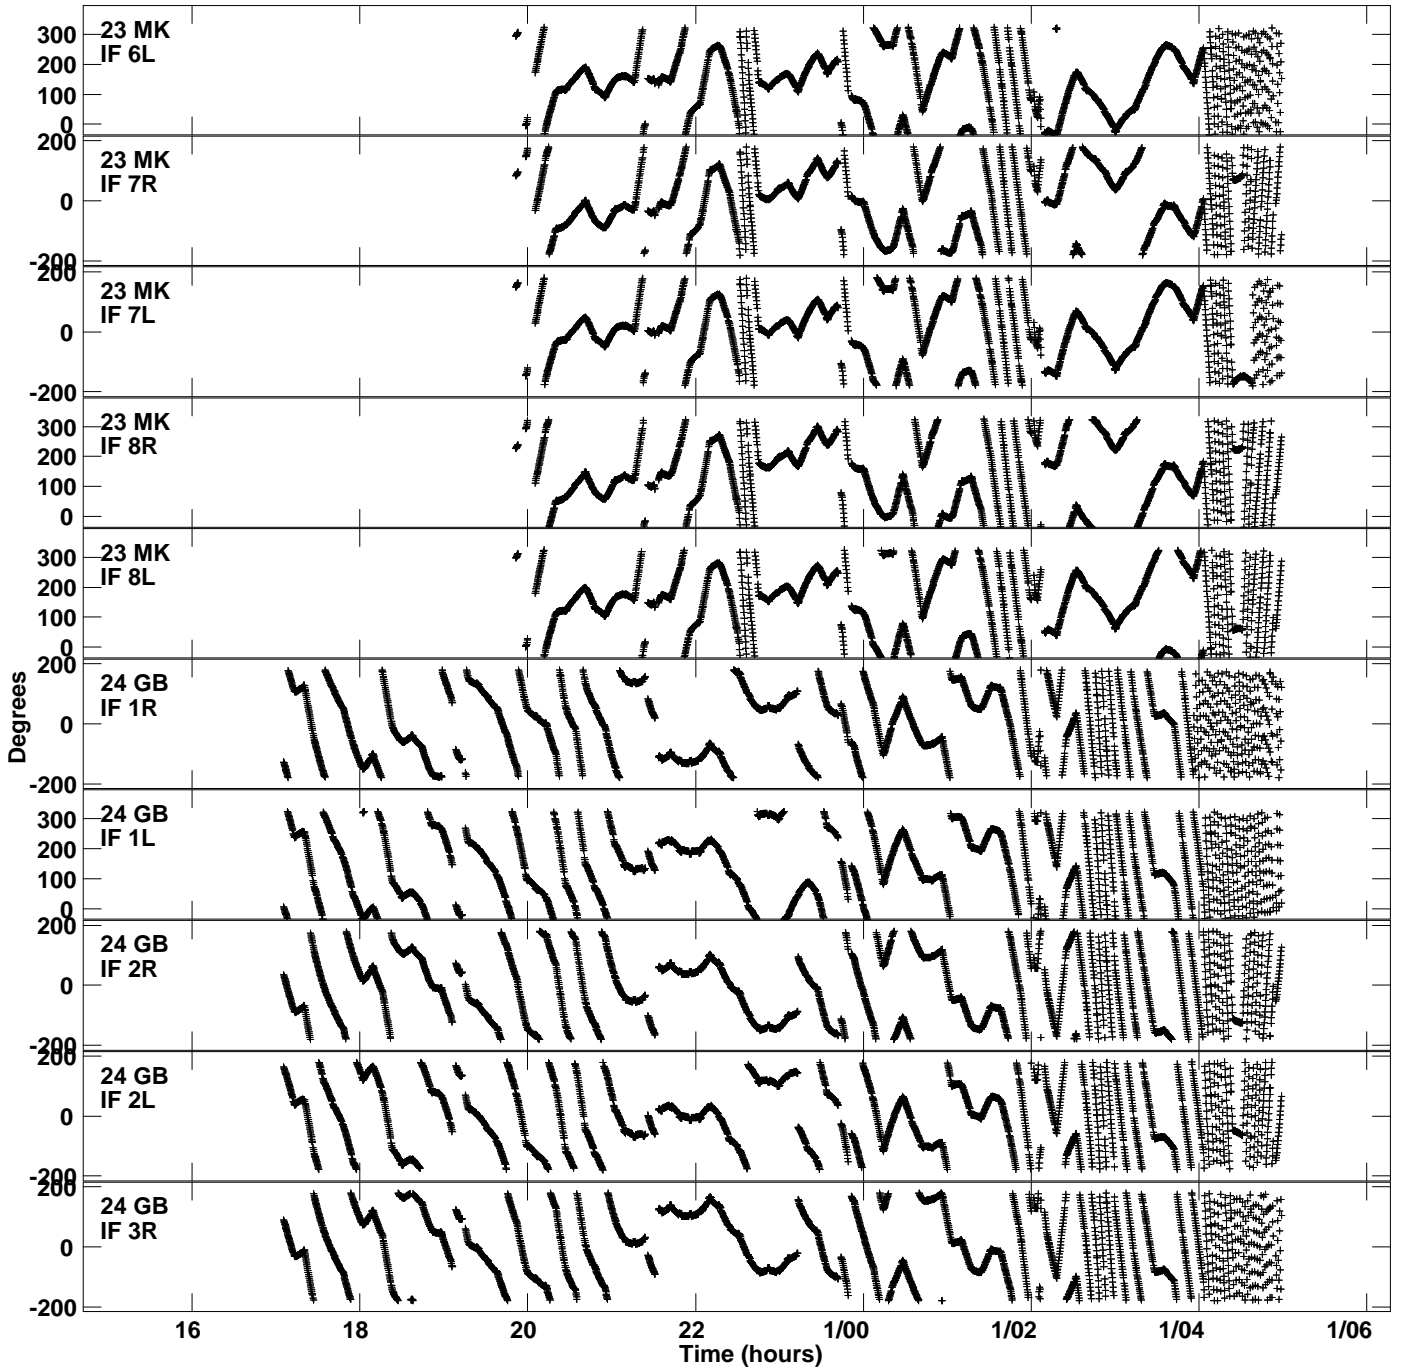 300
200
100
0
23 MK
IF 6L
200
0
-200
23 MK
IF 7R
200
0
-200
23 MK
IF 7L
300
200
100
0
23 MK
IF 8R
300
200
100
0
23 MK
IF 8L
200
0
-200
24 GB
IF 1R
300
200
100
0
24 GB
IF 1L
200
0
-200
24 GB
IF 2R
200
0
-200
24 GB
IF 2L
200
0
-200
24 GB
IF 3R
Degrees
16 18 20 22 1/00 1/02 1/04 1/06
Time (hours)